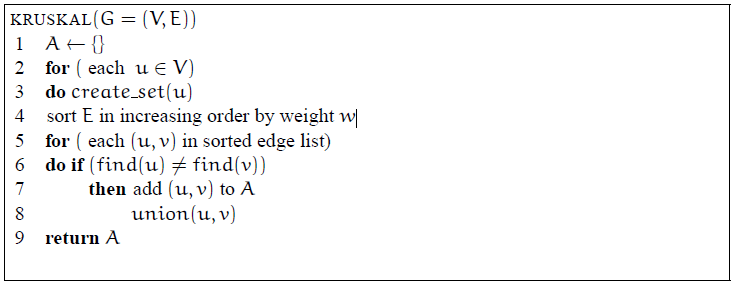 KRUSKAL(G = (V, E))
1 A ← {}
2 for ( each u ∈ V)
3 do create_set(u)
4 sort E in increasing order by weight w
5 for ( each (u, v) in sorted edge list)
6 do if (find(u) ≠ find(v))
7 then add (u, v) to A
8 union(u, v)
9 return A